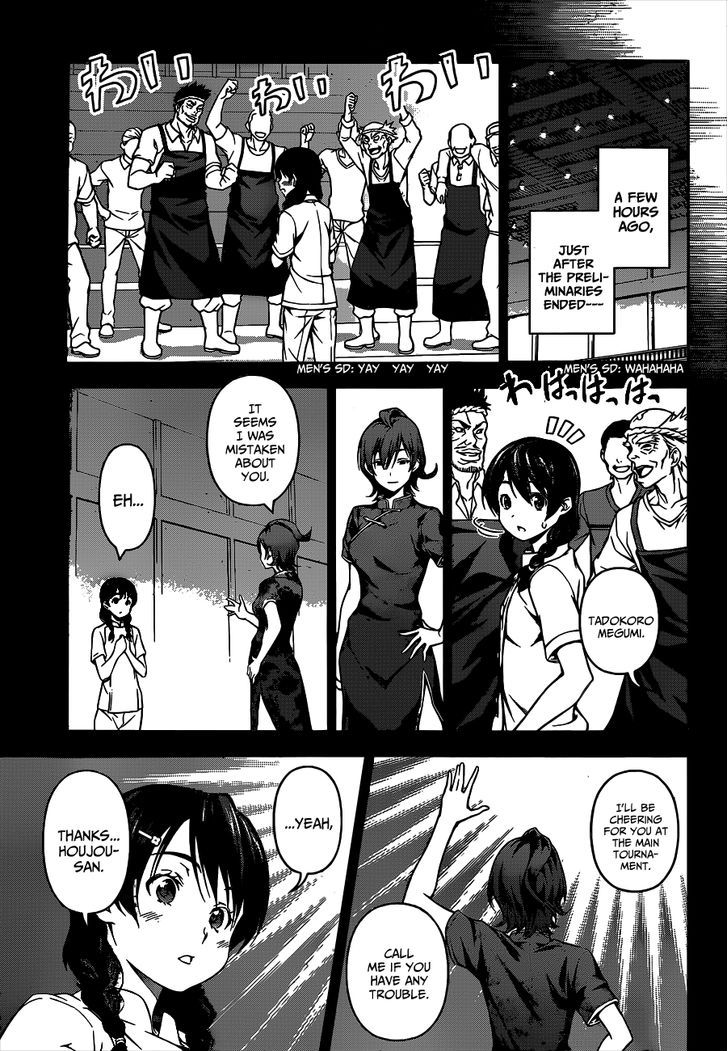 A FEW
HOURS
AGO,
JUST
AFTER
THE PRELI-
MINARIES
ENDED~~~
わいい
わいい
わいい
MEN'S SD: YAY YAY YAY
MEN'S SD: WAHAHAHA
わはっはっはっ
TADOKORO
MEGUMI.
IT
SEEMS
I WAS
MISTAKEN
ABOUT
YOU.
EH...
I'LL BE
CHEERING
FOR YOU AT
THE MAIN
TOURNA-
MENT.
CALL
ME IF YOU
HAVE ANY
TROUBLE.
...YEAH,
THANKS...
HOUJOU-
SAN.